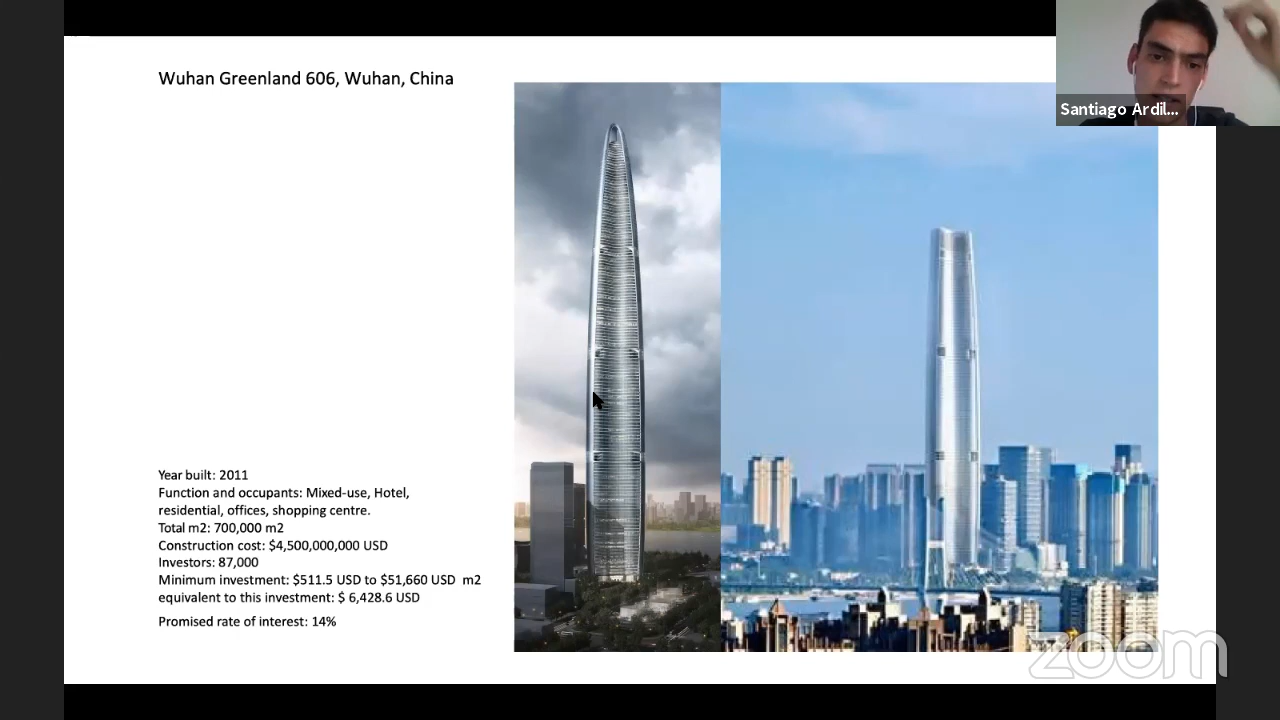 Wuhan Greenland 606, Wuhan, China
Santiago Ardil...
Year built: 2011
Function and occupants: Mixed-use, Hotel,
residential, offices, shopping centre.
Total m2: 700,000 m2
Construction cost: $4,500,000,000 USD
Investors: 87,000
Minimum investment: $511.5 USD to $51,660 USD m2
equivalent to this investment: $ 6,428.6 USD
Promised rate of interest: 14%
zoom